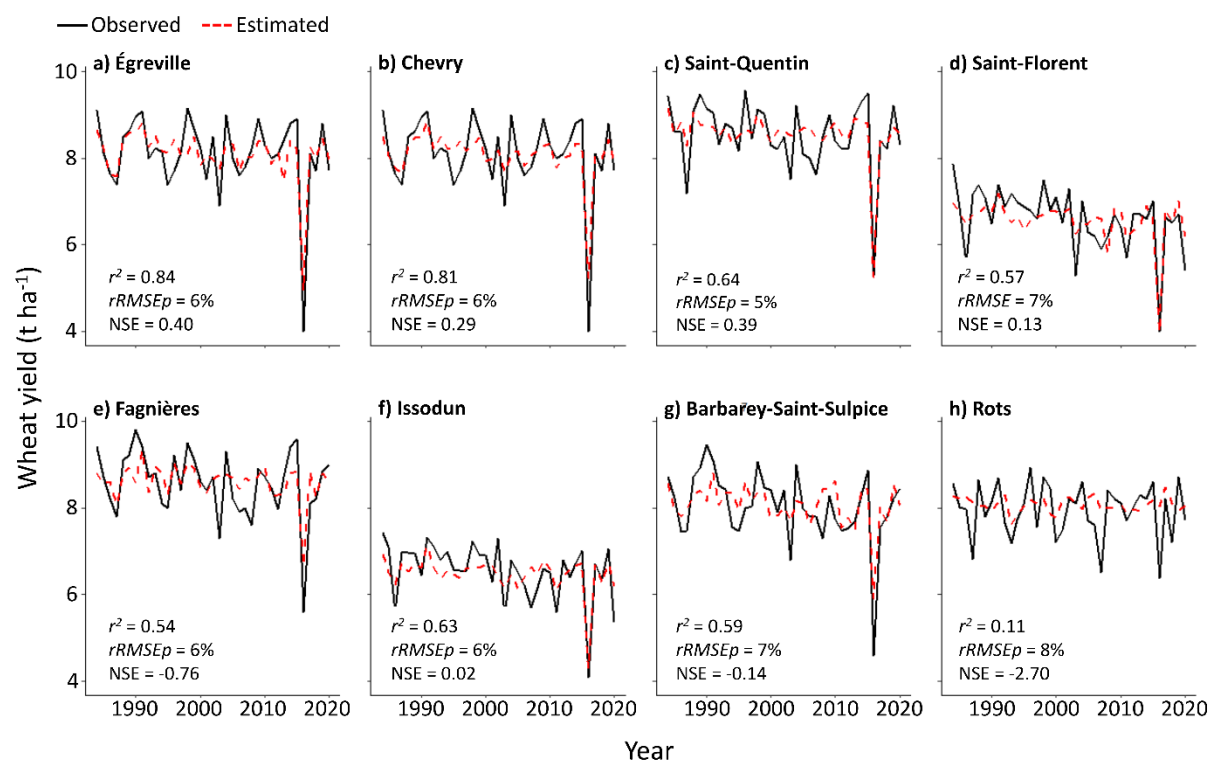 Observed Estimated
Wheat yield (t ha⁻¹)
a) Égreville
10
8
6
4
r² = 0.84
rRMSEp = 6%
NSE = 0.40
b) Chevry
r² = 0.81
rRMSEp = 6%
NSE = 0.29
c) Saint-Quentin
r² = 0.64
rRMSEp = 5%
NSE = 0.39
d) Saint-Florent
r² = 0.57
rRMSE = 7%
NSE = 0.13
e) Fagnières
10
8
6
4
r² = 0.54
rRMSEp = 6%
NSE = -0.76
1990 2000 2010 2020
f) Issodun
r² = 0.63
rRMSEp = 6%
NSE = 0.02
1990 2000 2010 2020
g) Barbarey-Saint-Sulpice
r² = 0.59
rRMSEp = 7%
NSE = -0.14
1990 2000 2010 2020
h) Rots
r² = 0.11
rRMSEp = 8%
NSE = -2.70
1990 2000 2010 2020
Year